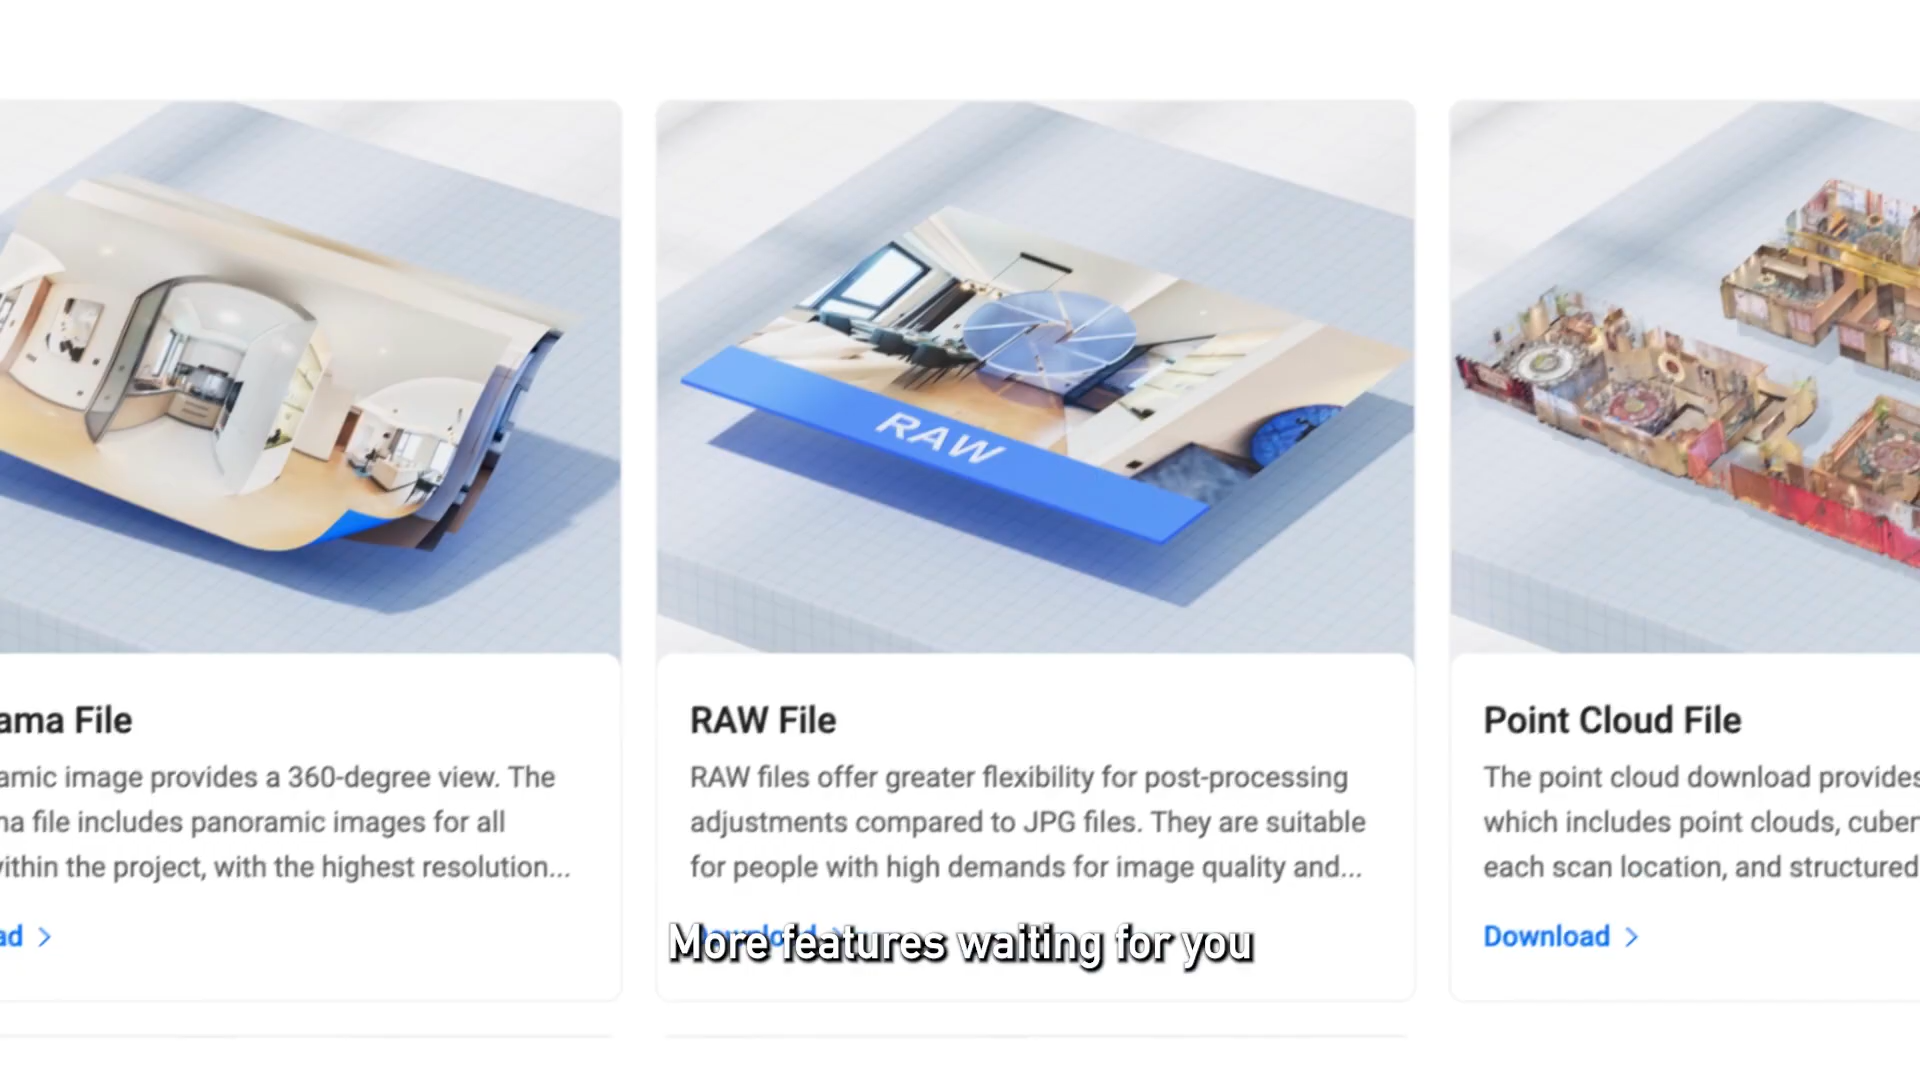 RAW
ama File
amic image provides a 360-degree view. The
na file includes panoramic images for all
vithin the project, with the highest resolution...
ad
RAW File
RAW files offer greater flexibility for post-processing
adjustments compared to JPG files. They are suitable
for people with high demands for image quality and...
Download
More features waiting for you
Point Cloud File
The point cloud download provides
which includes point clouds, cuber
each scan location, and structured
Download